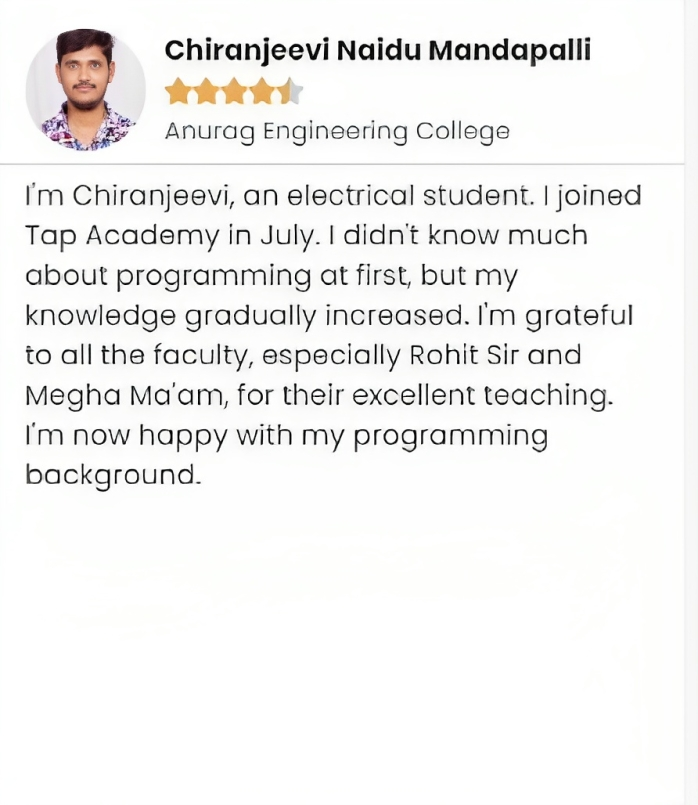 Chiranjeevi Naidu Mandapalli
Anurag Engineering College
I'm Chiranjeevi, an electrical student. I joined
Tap Academy in July. I didn't know much
about programming at first, but my
knowledge gradually increased. I'm grateful
to all the faculty, especially Rohit Sir and
Megha Ma'am, for their excellent teaching.
I'm now happy with my programming
background.